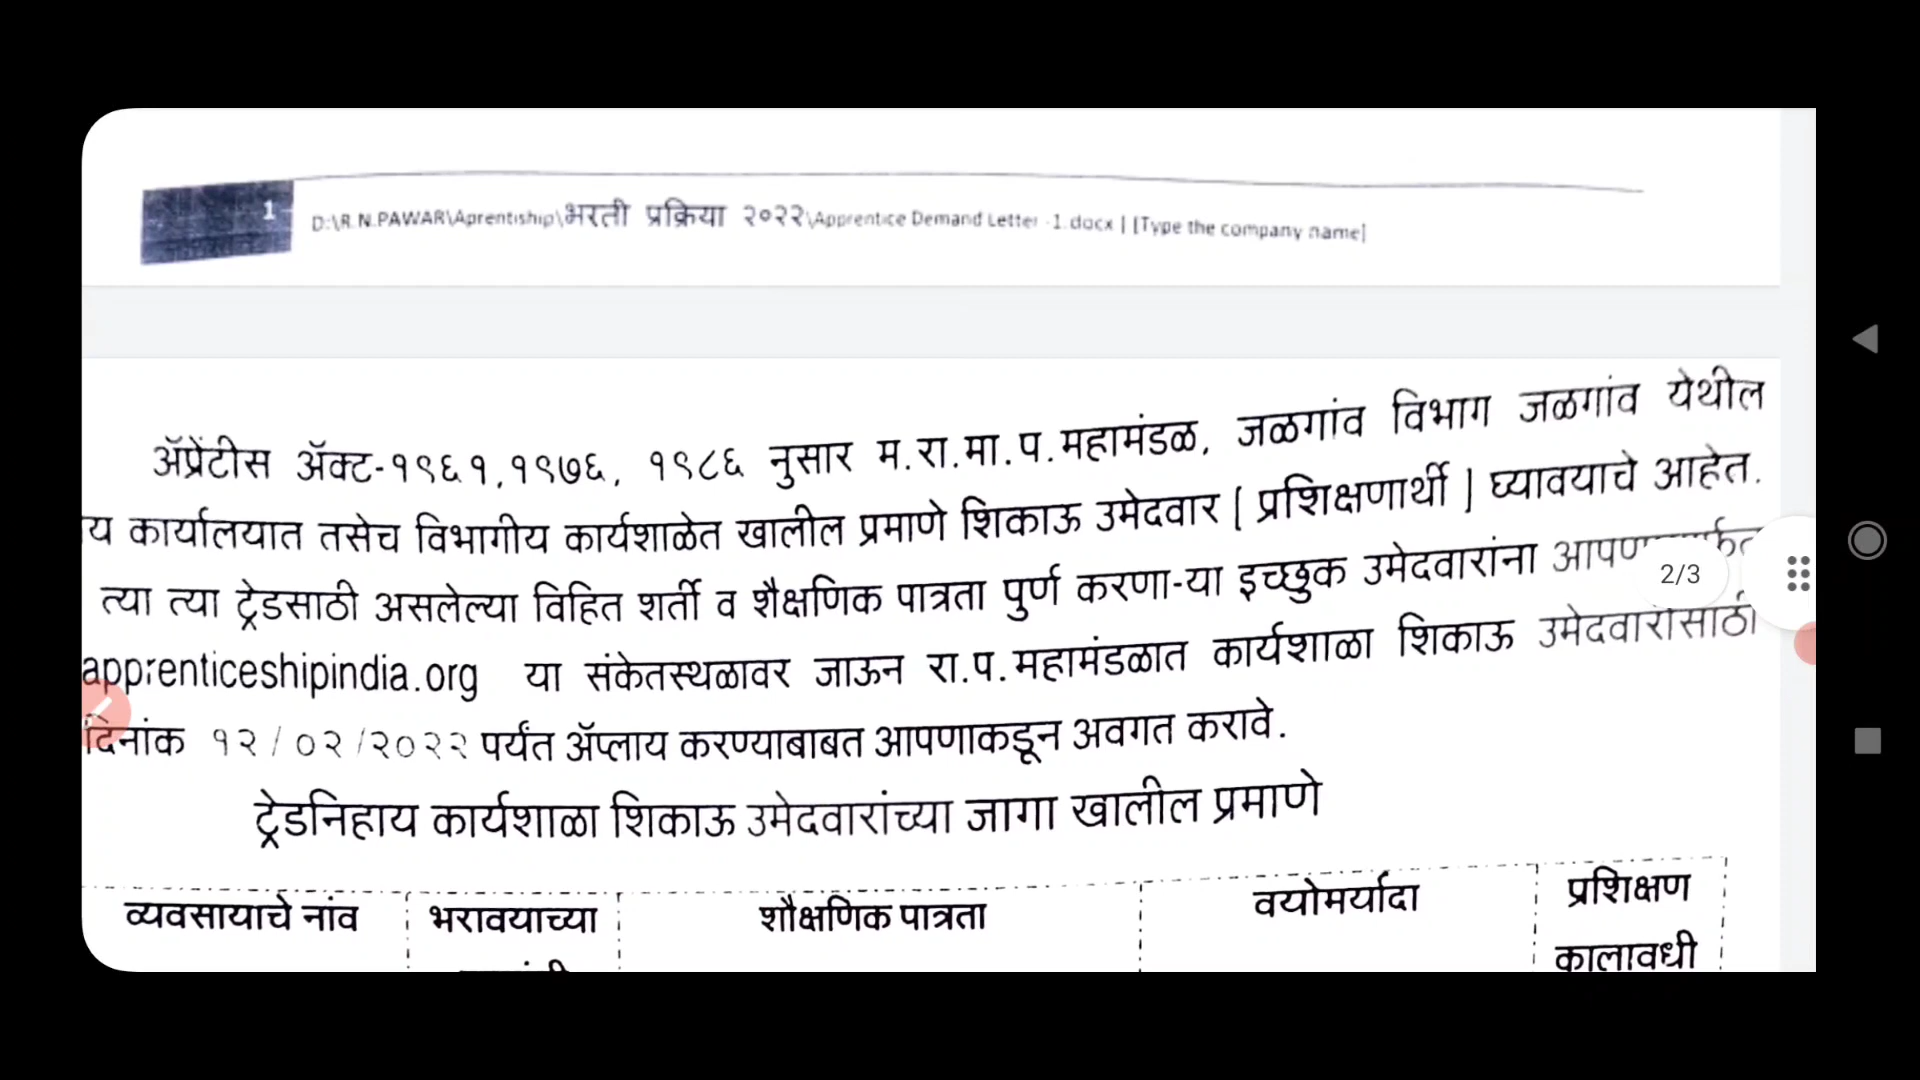 1
D:\R.N.PAWAR\Aprentiship\भरती प्रक्रिया २०२२\Apprentice Demand Letter -1.docx | [Type the company name]
ॲप्रेंटीस ॲक्ट-१९६१,१९७६, १९८६ नुसार म.रा.मा.प.महामंडळ, जळगांव विभाग जळगांव येथील
य कार्यालयात तसेच विभागीय कार्यशाळेत खालील प्रमाणे शिकाऊ उमेदवार [ प्रशिक्षणार्थी ] घ्यावयाचे आहेत.
त्या त्या ट्रेडसाठी असलेल्या विहित शर्ती व शैक्षणिक पात्रता पुर्ण करणा-या इच्छुक उमेदवारांना
2/3
apprenticeshipindia.org या संकेतस्थळावर जाऊन रा.प.महामंडळात कार्यशाळा शिकाऊ उमेदवारांसाठी
दिनांक १२/०२/२०२२ पर्यंत ॲप्लाय करण्याबाबत आपणाकडून अवगत करावे.
ट्रेडनिहाय कार्यशाळा शिकाऊ उमेदवारांच्या जागा खालील प्रमाणे
व्यवसायाचे नांव भरावयाच्या शौक्षणिक पात्रता वयोमर्यादा प्रशिक्षण
कालावधी